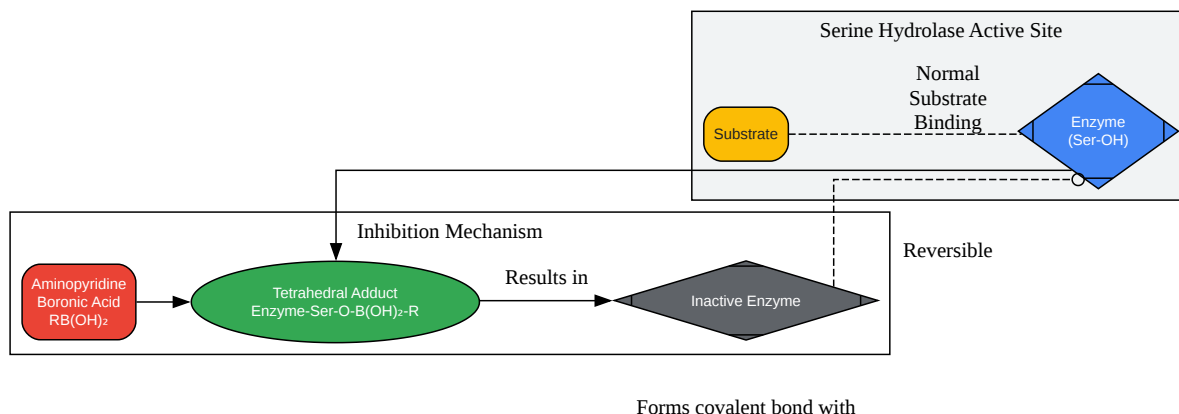 Serine Hydrolase Active Site
Normal
Substrate
Binding
Substrate
Enzyme
(Ser-OH)
Inhibition Mechanism
Reversible
Aminopyridine
Boronic Acid
RB(OH)₂
Tetrahedral Adduct
Enzyme-Ser-O-B(OH)₂-R
Results in
Inactive Enzyme
Forms covalent bond with